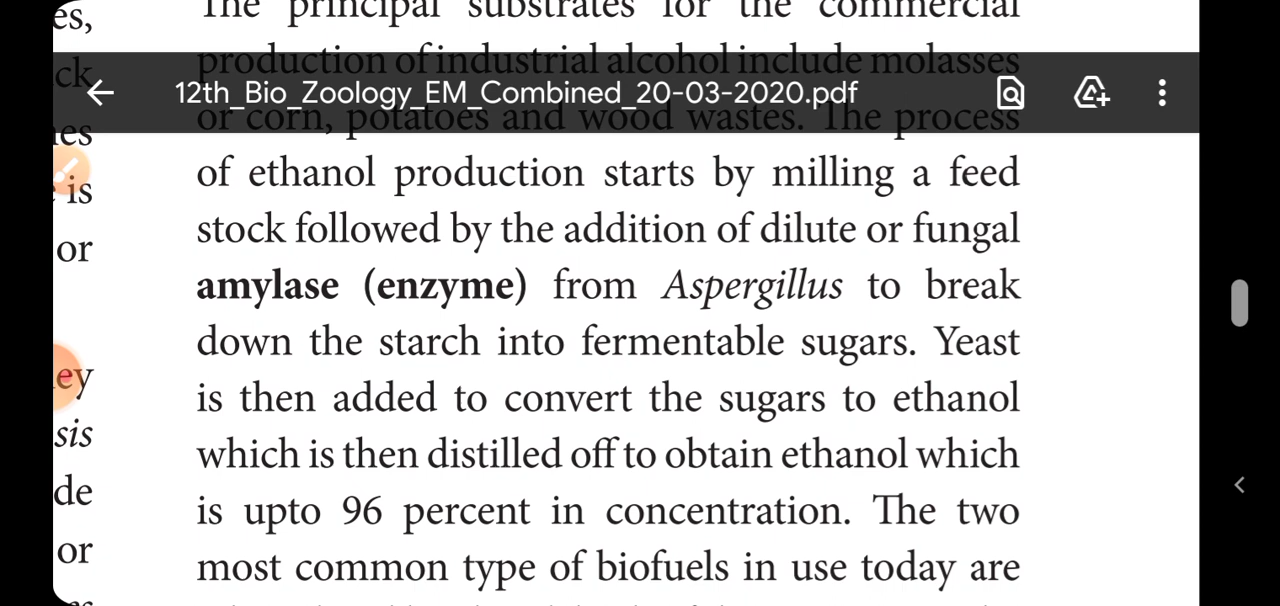 The principal substrates for the commercial
production of industrial alcohol include molasses
12th_Bio_Zoology_EM_Combined_20-03-2020.pdf
or corn, potatoes and wood wastes. The process
of ethanol production starts by milling a feed
stock followed by the addition of dilute or fungal
amylase (enzyme) from Aspergillus to break
down the starch into fermentable sugars. Yeast
is then added to convert the sugars to ethanol
which is then distilled off to obtain ethanol which
is upto 96 percent in concentration. The two
most common type of biofuels in use today are
es,
ck
is
or
ey
sis
de
or